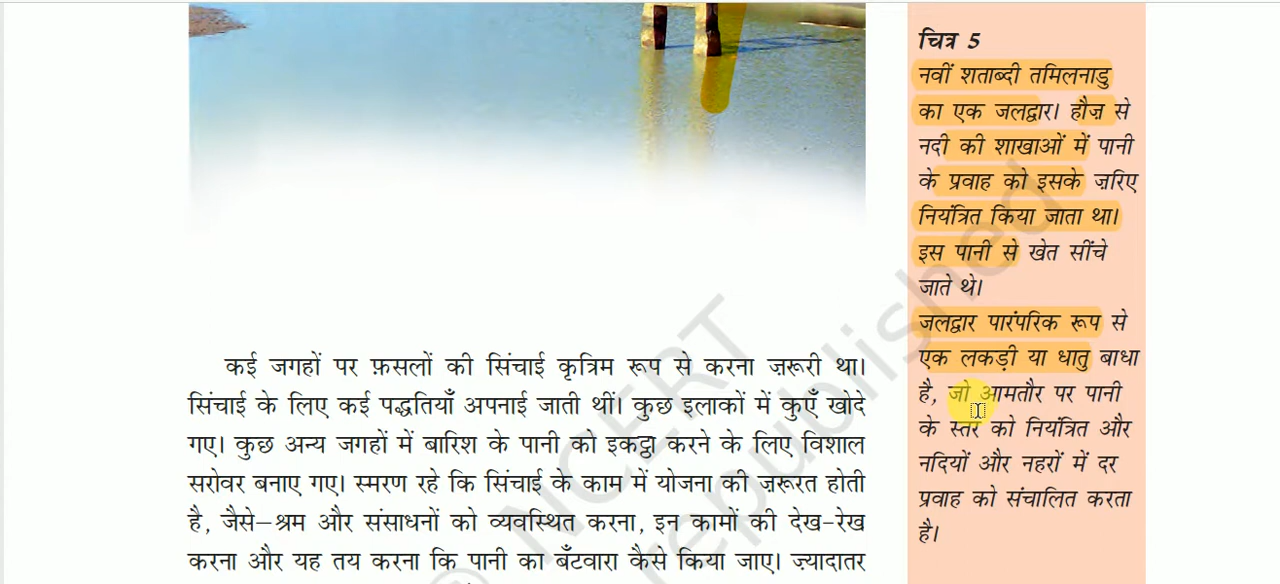 चित्र 5
नवीं शताब्दी तमिलनाडु
का एक जलद्वार। हौज़ से
नदी की शाखाओं में पानी
के प्रवाह को इसके ज़रिए
नियंत्रित किया जाता था।
इस पानी से खेत सींचे
जाते थे।
जलद्वार पारंपरिक रूप से
एक लकड़ी या धातु बाधा
है, जो आमतौर पर पानी
के स्तर को नियंत्रित और
नदियों और नहरों में दर
प्रवाह को संचालित करता
है।
कई जगहों पर फ़सलों की सिंचाई कृत्रिम रूप से करना ज़रूरी था।
सिंचाई के लिए कई पद्धतियाँ अपनाई जाती थीं। कुछ इलाकों में कुएँ खोदे
गए। कुछ अन्य जगहों में बारिश के पानी को इकट्ठा करने के लिए विशाल
सरोवर बनाए गए। स्मरण रहे कि सिंचाई के काम में योजना की ज़रूरत होती
है, जैसे—श्रम और संसाधनों को व्यवस्थित करना, इन कामों की देख-रेख
करना और यह तय करना कि पानी का बँटवारा कैसे किया जाए। ज़्यादातर
© NCERT
republished